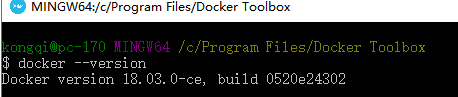 MINGW64:/c/Program Files/Docker Toolbox
kongqi@pc-170 MINGW64 /c/Program Files/Docker Toolbox
$ docker --version
Docker version 18.03.0-ce, build 0520e24302